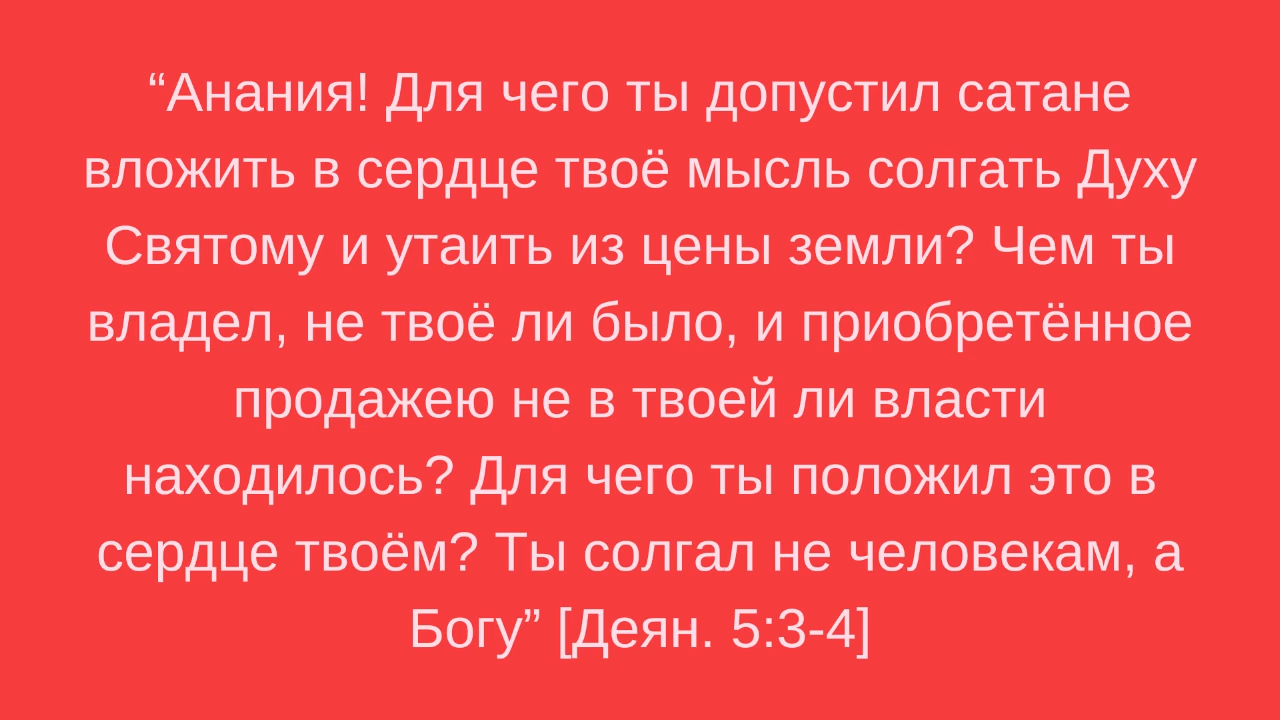 “Анания! Для чего ты допустил сатане
вложить в сердце твоё мысль солгать Духу
Святому и утаить из цены земли? Чем ты
владел, не твоё ли было, и приобретённое
продажею не в твоей ли власти
находилось? Для чего ты положил это в
сердце твоём? Ты солгал не человекам, а
Богу” [Деян. 5:3-4]